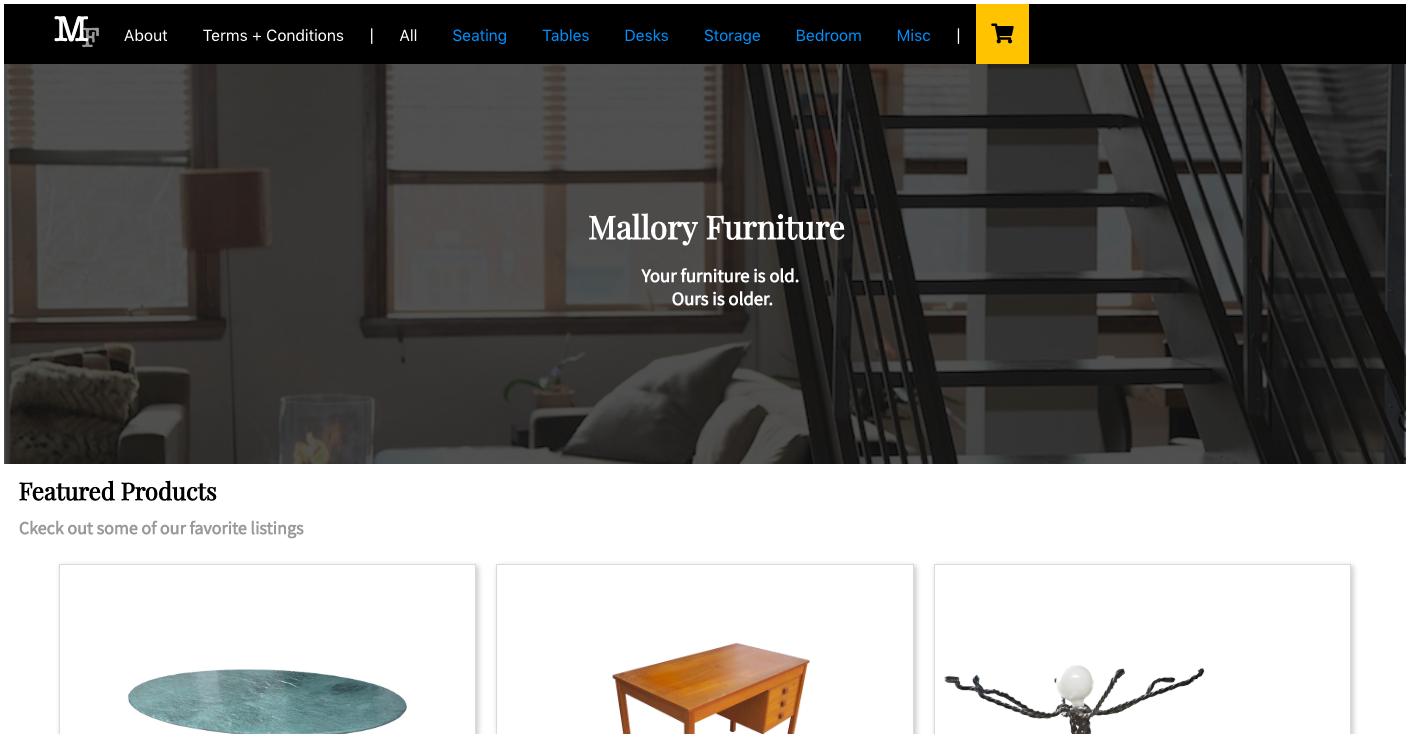 MF About Terms + Conditions | All Seating Tables Desks Storage Bedroom Misc |
Mallory Furniture
Your furniture is old.
Ours is older.
Featured Products
Ckeck out some of our favorite listings